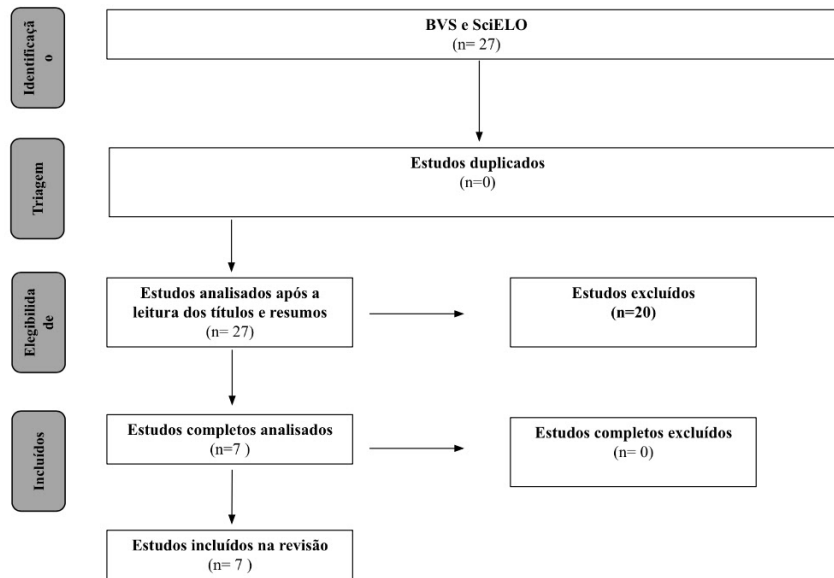 Identificaçã
o
BVS e SciELO
(n= 27)
Triagem
Estudos duplicados
(n=0)
Elegibilida
de
Estudos analisados após a
leitura dos títulos e resumos
(n= 27)
Estudos excluídos
(n=20)
Incluídos
Estudos completos analisados
(n=7 )
Estudos completos excluídos
(n= 0)
Estudos incluídos na revisão
(n= 7 )